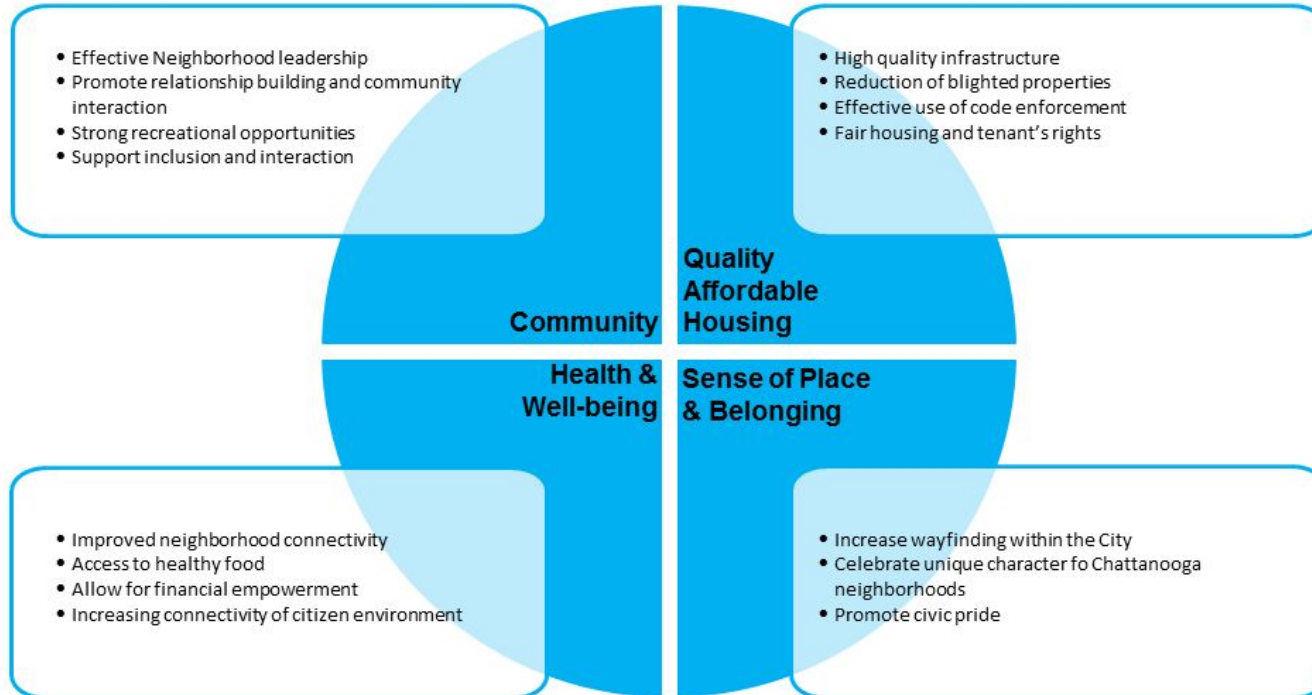 • Effective Neighborhood leadership
• Promote relationship building and community
interaction
• Strong recreational opportunities
• Support inclusion and interaction
• High quality infrastructure
• Reduction of blighted properties
• Effective use of code enforcement
• Fair housing and tenant's rights
Community
Quality
Affordable
Housing
Health &
Well-being
Sense of Place
& Belonging
• Improved neighborhood connectivity
• Access to healthy food
• Allow for financial empowerment
• Increasing connectivity of citizen environment
• Increase wayfinding within the City
• Celebrate unique character fo Chattanooga
neighborhoods
• Promote civic pride